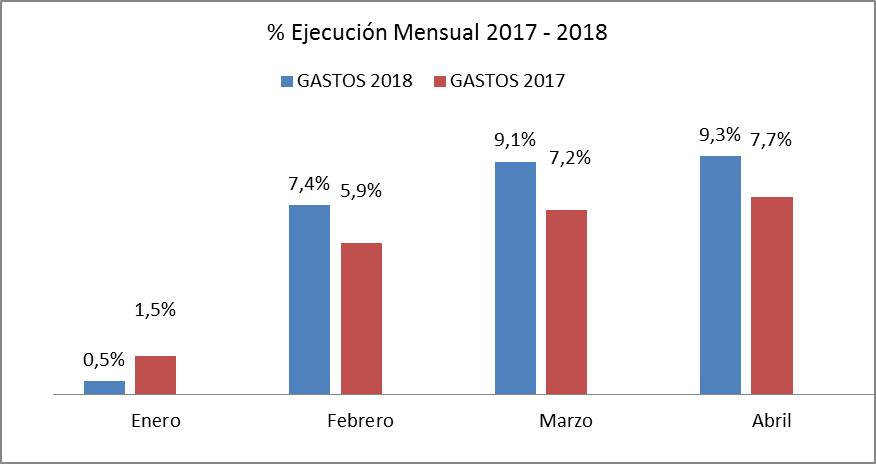 % Ejecución Mensual 2017 - 2018
GASTOS 2018 GASTOS 2017
0,5% 1,5% 7,4% 5,9% 9,1% 7,2% 9,3% 7,7%
Enero Febrero Marzo Abril